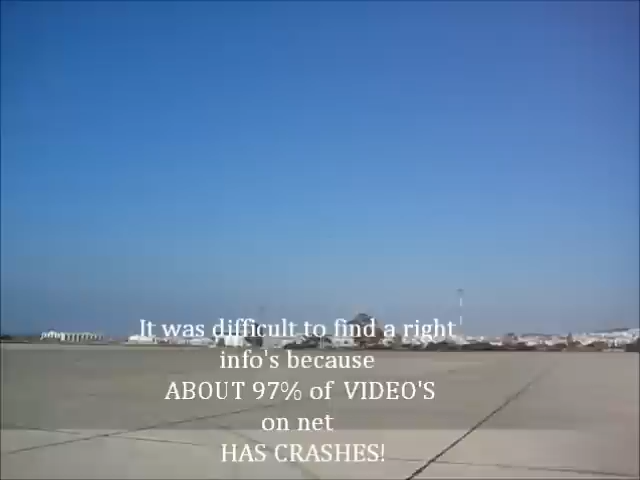 It was difficult to find a right
info's because
ABOUT 97% of VIDEO'S
on net
HAS CRASHES!